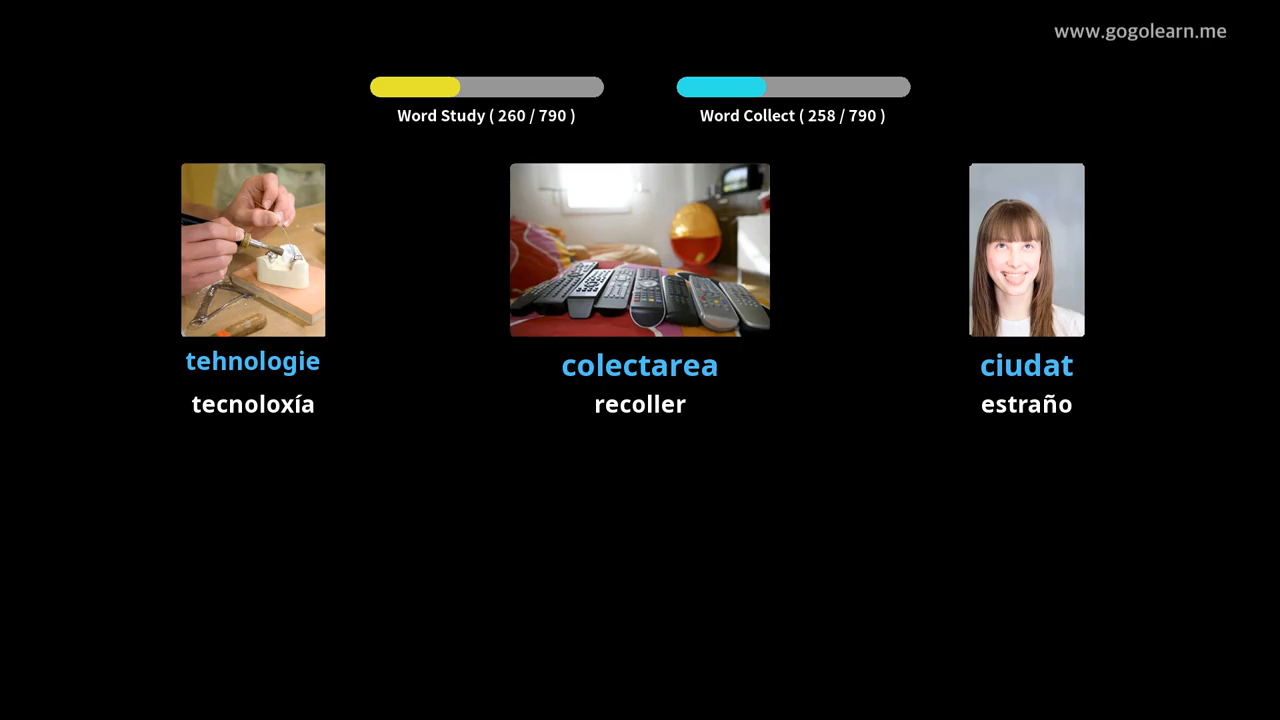 www.gogolearn.me
Word Study ( 260 / 790 )
Word Collect ( 258 / 790 )
tehnologie
tecnoloxía
colectarea
recoller
ciudat
estraño